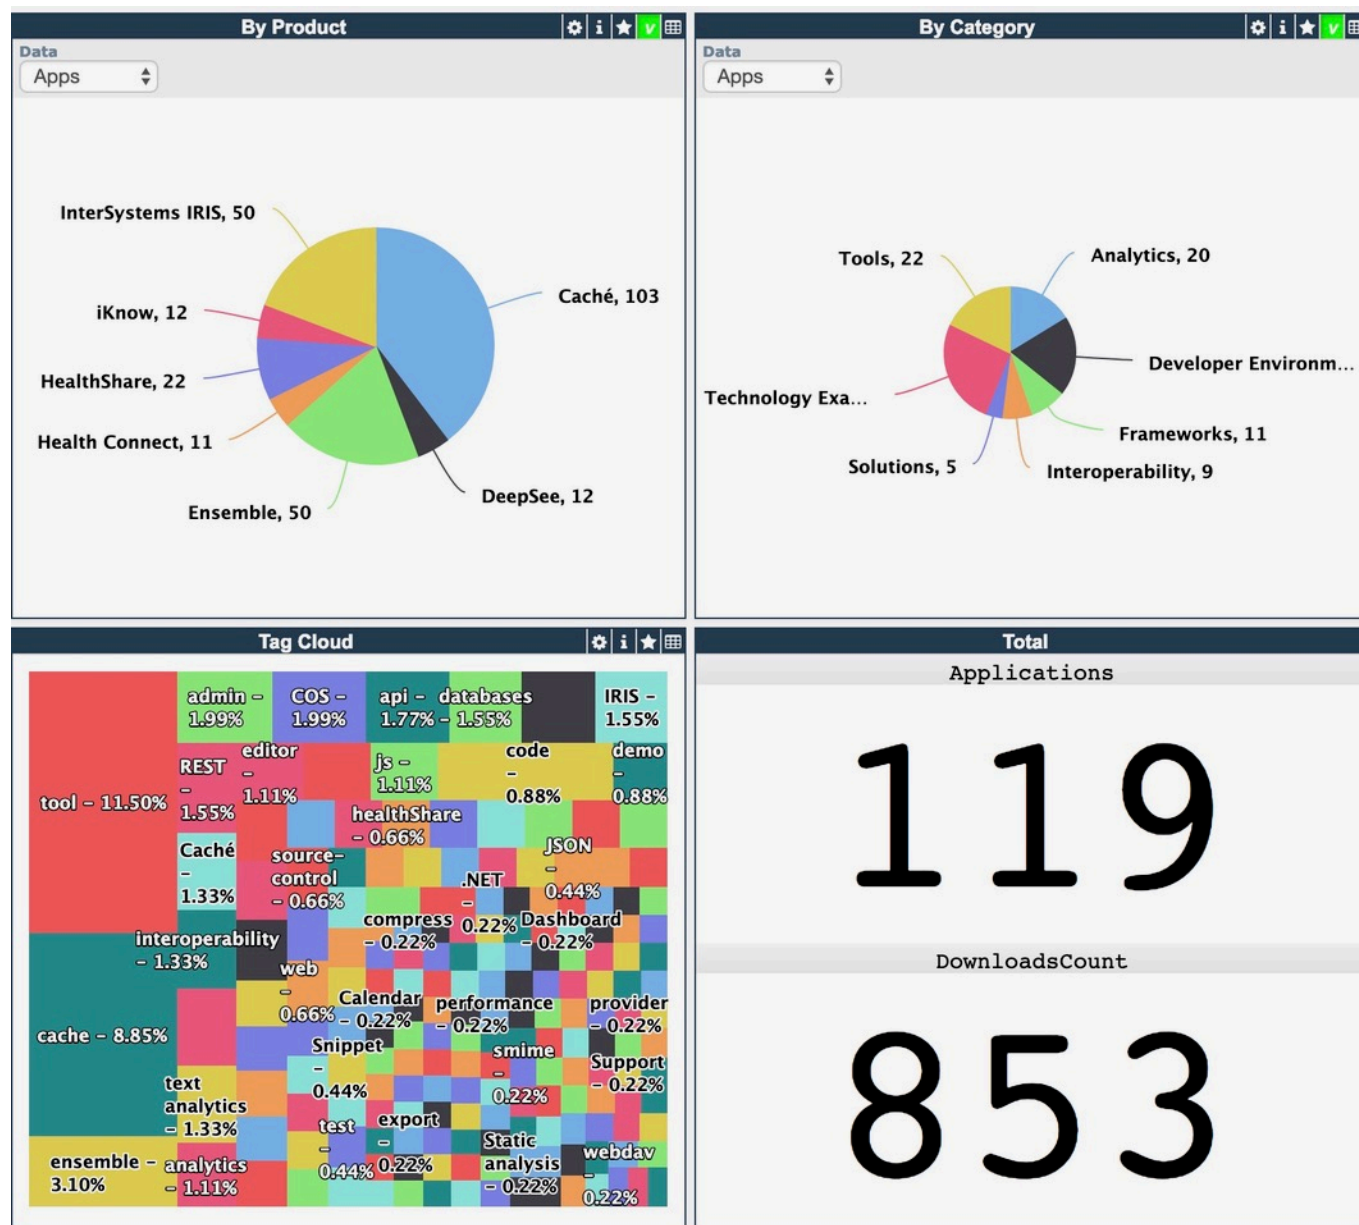 By Product
i
v
Data
Apps
InterSystems IRIS, 50
Caché, 103
iKnow, 12
HealthShare, 22
Health Connect, 11
DeepSee, 12
Ensemble, 50
By Category
i
v
Data
Apps
Tools, 22
Analytics, 20
Developer Environm...
Technology Exa...
Frameworks, 11
Solutions, 5
Interoperability, 9
Tag Cloud
i
admin –
1.99%
COS –
1.99%
api –
1.77%
databases
– 1.55%
IRIS –
1.55%
tool – 11.50%
REST
–
1.55%
editor
–
1.11%
js –
1.11%
code
–
0.88%
demo
–
0.88%
healthShare
– 0.66%
Caché
–
1.33%
source-
control
– 0.66%
JSON
–
0.44%
.NET
–
0.22%
compress
– 0.22%
Dashboard
– 0.22%
interoperability
– 1.33%
web
–
0.66%
Calendar
– 0.22%
performance
– 0.22%
provider
– 0.22%
cache – 8.85%
Snippet
–
0.44%
smime
–
0.22%
Support
– 0.22%
text
analytics
– 1.33%
test
–
0.44%
export
–
0.22%
Static
analysis
– 0.22%
webdav
–
0.22%
ensemble –
3.10%
analytics
– 1.11%
Total
Applications
119
DownloadsCount
853